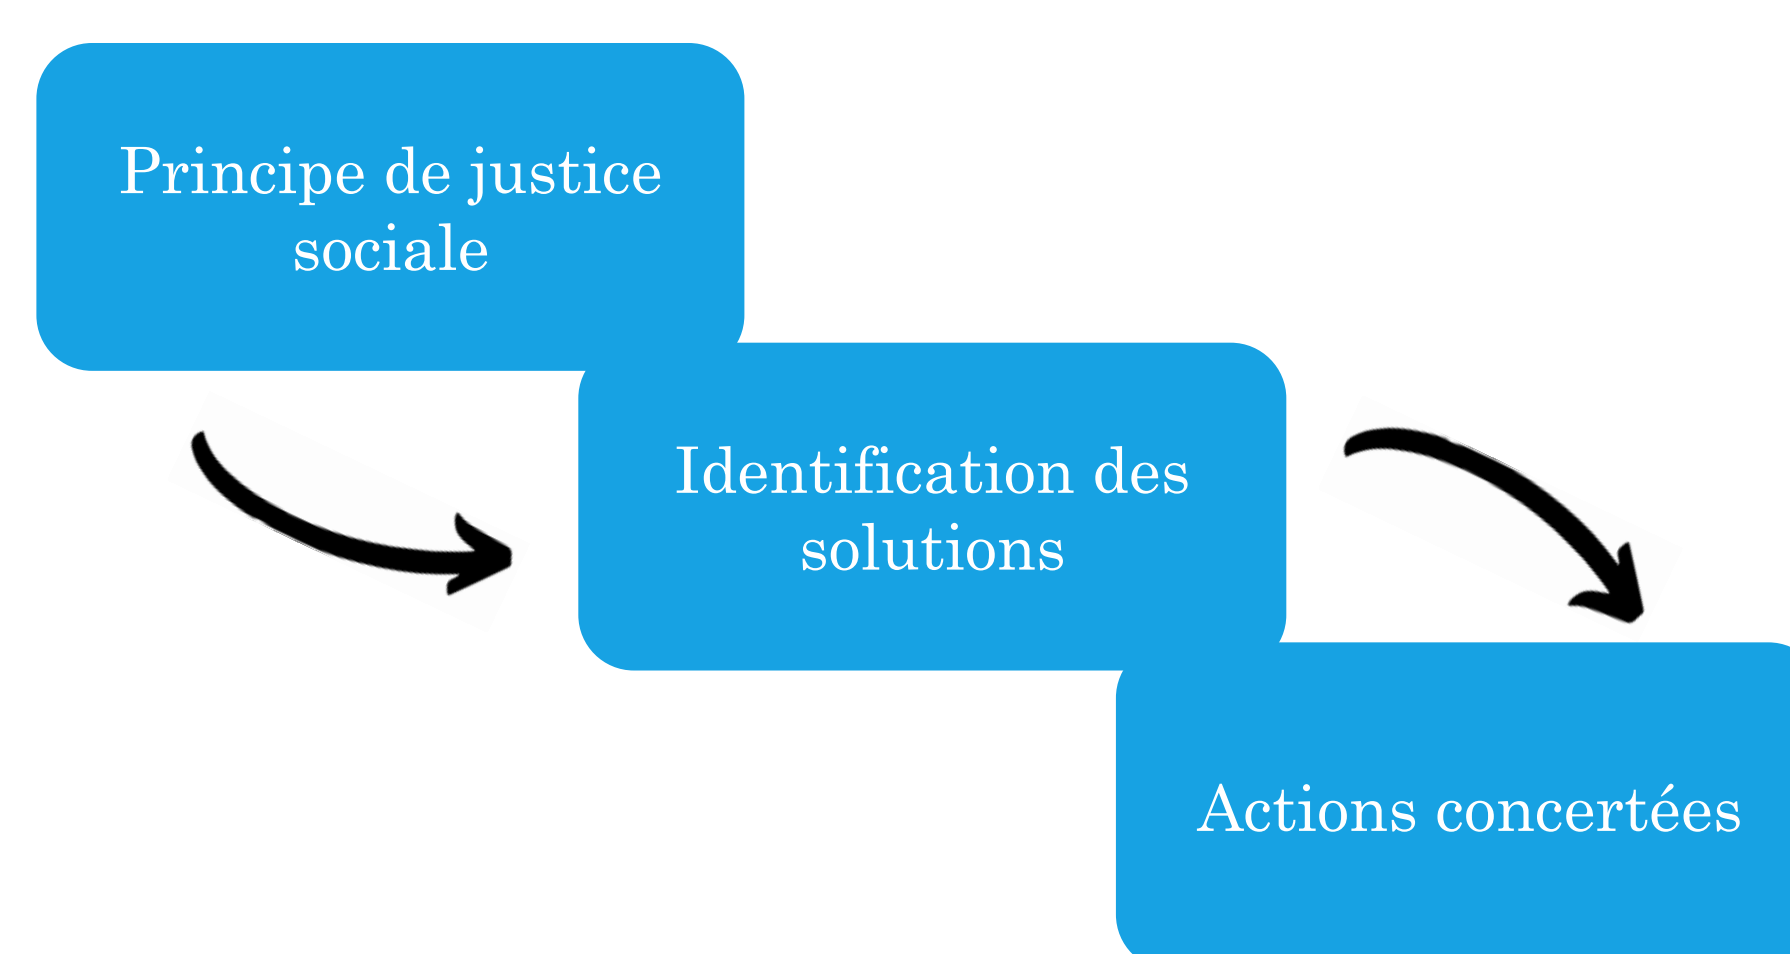 Principe de justice
sociale
Identification des
solutions
Actions concertées